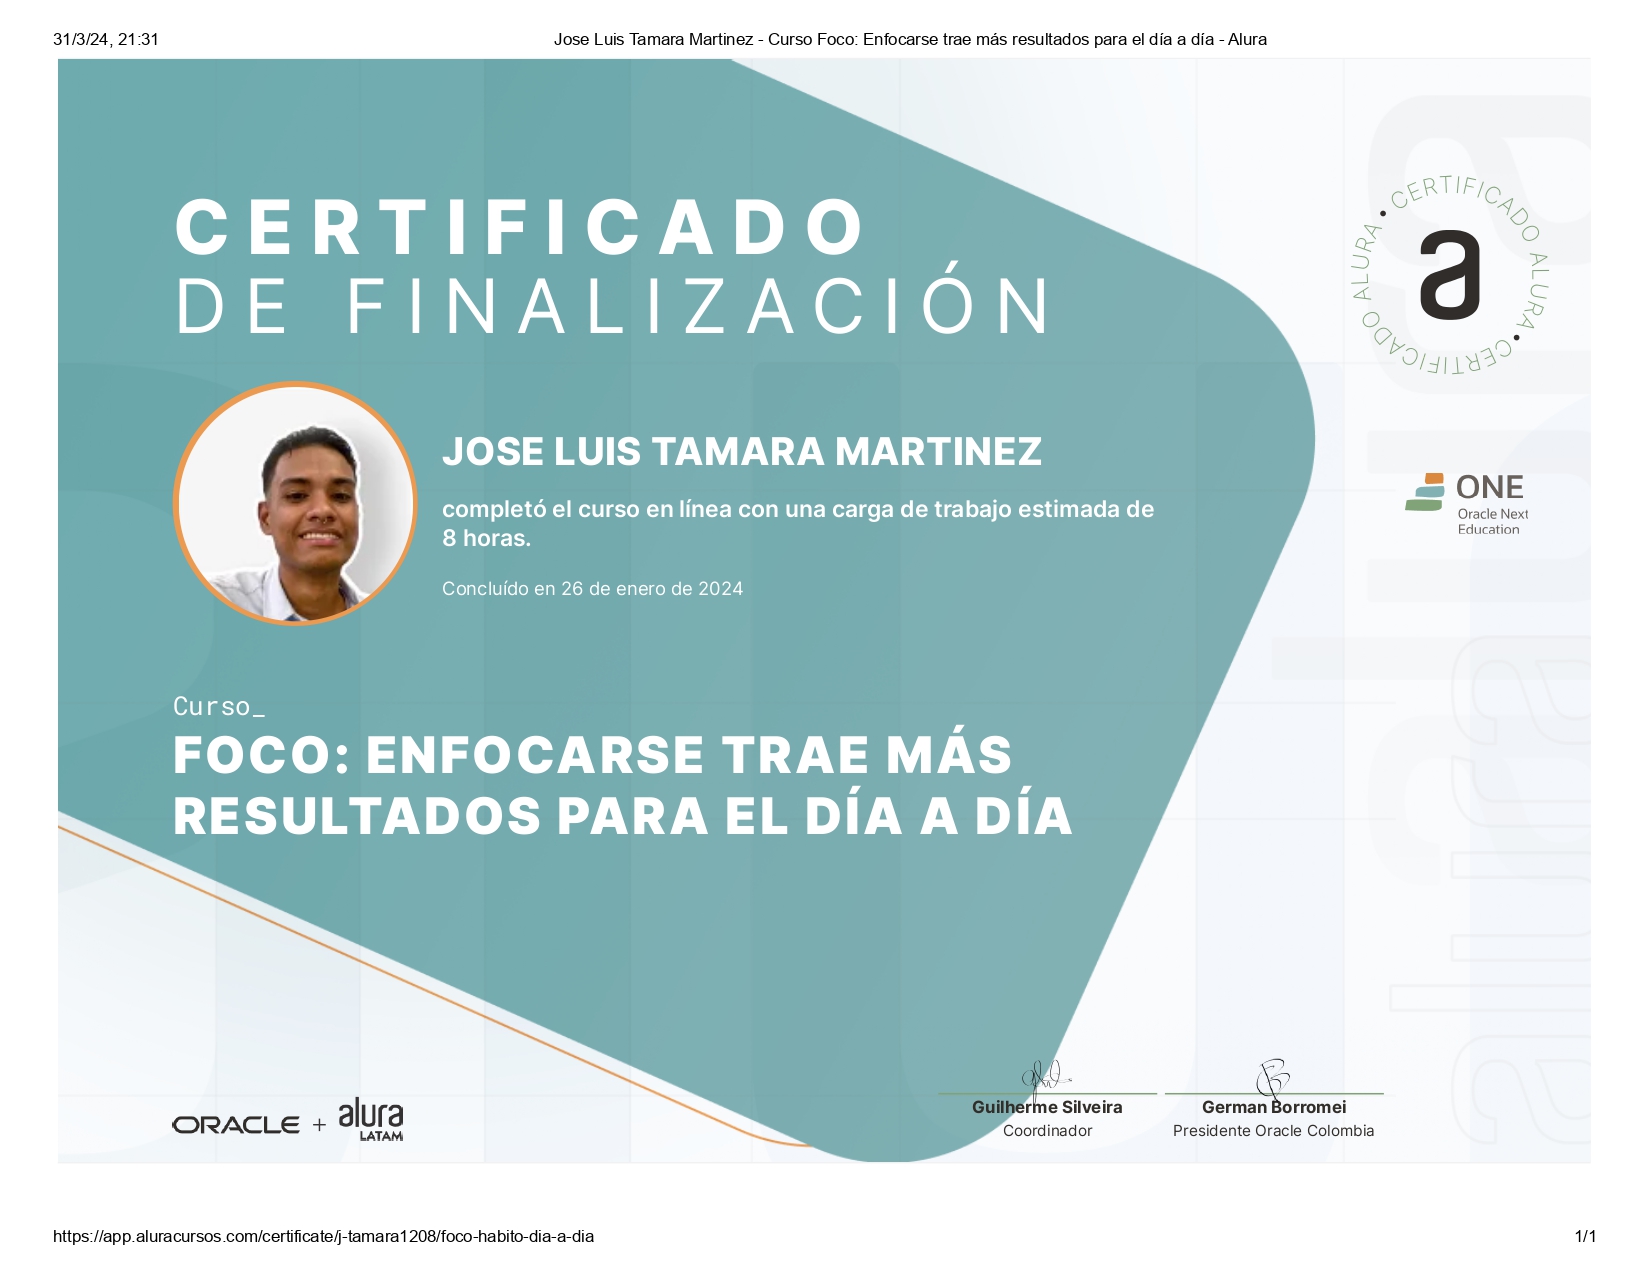 31/3/24, 21:31
Jose Luis Tamara Martinez - Curso Foco: Enfocarse trae más resultados para el día a día - Alura
CERTIFICADO
DE FINALIZACIÓN
CERTIFICADO ALURA • CERTIFICADO ALURA •
a
JOSE LUIS TAMARA MARTINEZ
completó el curso en línea con una carga de trabajo estimada de
8 horas.
Concluído en 26 de enero de 2024
ONE
Oracle Next
Education
Curso_
FOCO: ENFOCARSE TRAE MÁS
RESULTADOS PARA EL DÍA A DÍA
ORACLE + alura
LATAM
Guilherme Silveira
Coordinador
German Borromei
Presidente Oracle Colombia
alura
alura
https://app.aluracursos.com/certificate/j-tamara1208/foco-habito-dia-a-dia
1/1